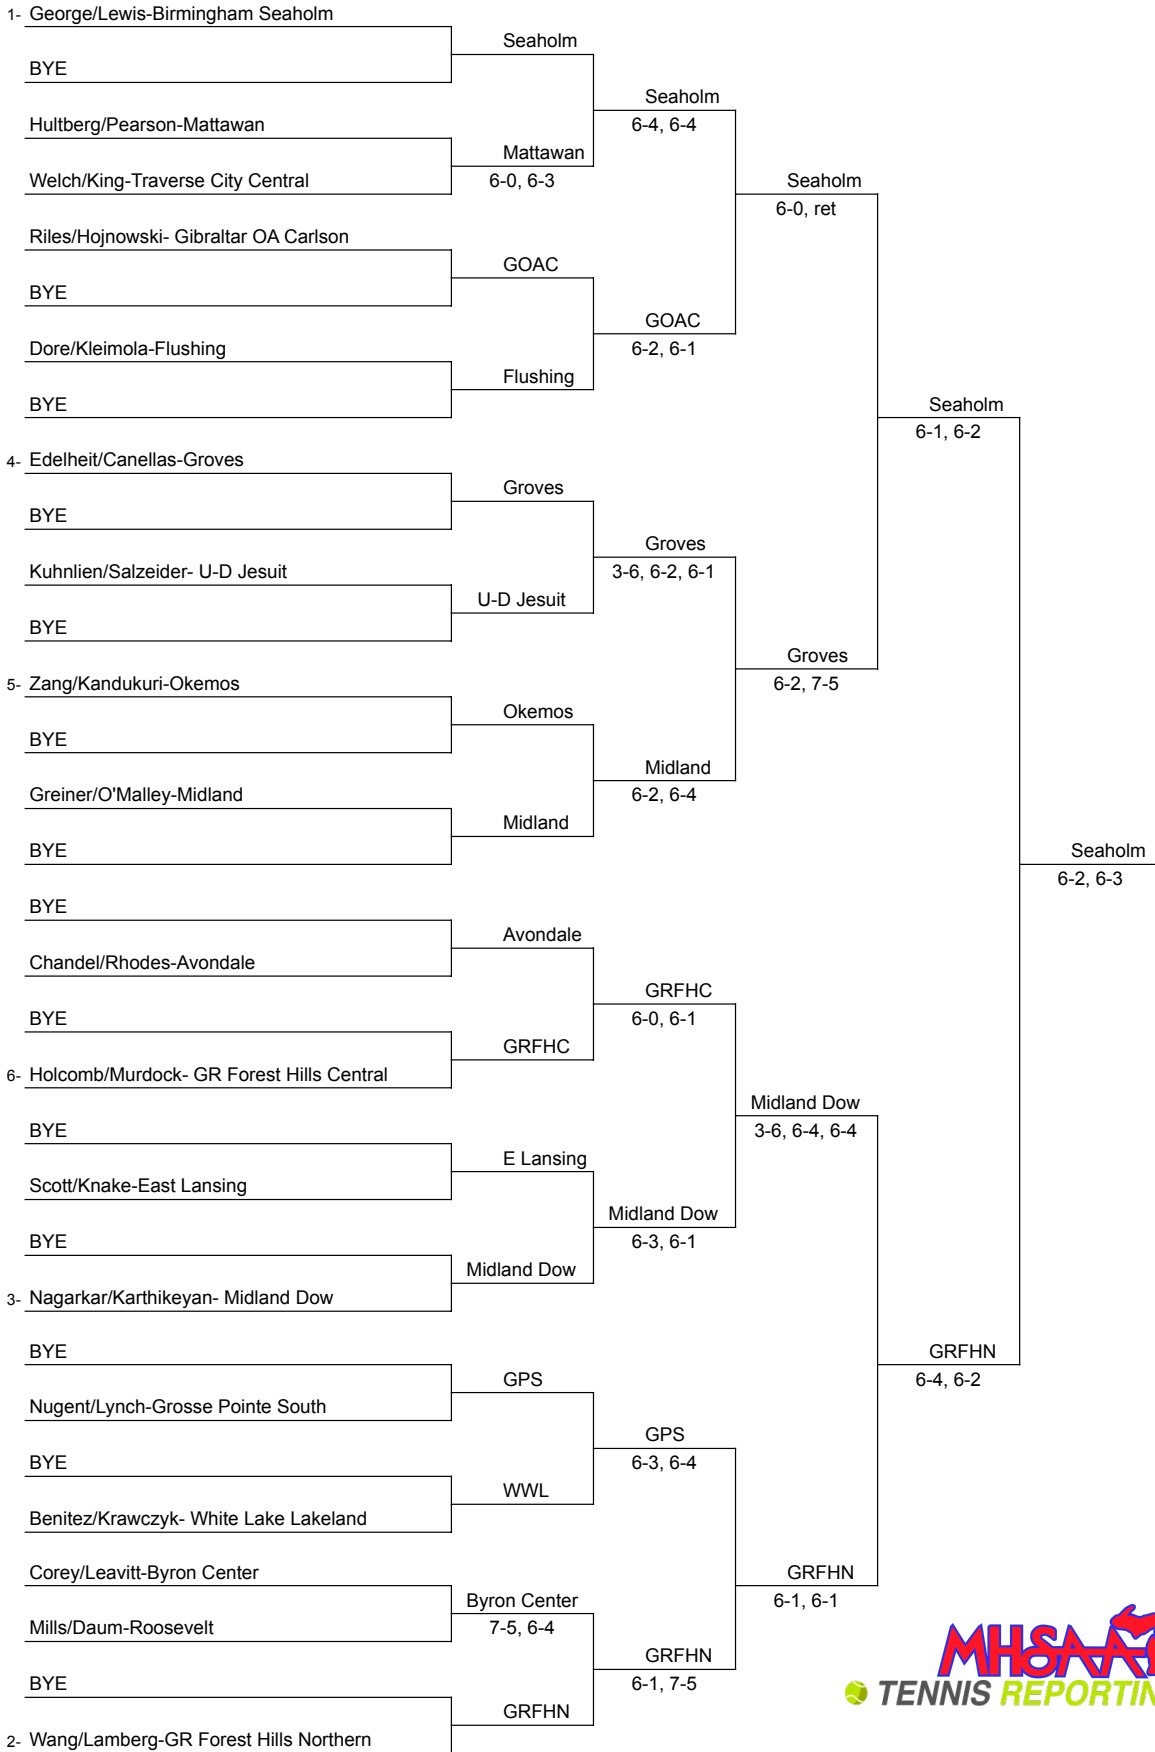 1- George/Lewis-Birmingham Seaholm
Seaholm
BYE
Seaholm
Hultberg/Pearson-Mattawan
6-4, 6-4
Mattawan
Welch/King-Traverse City Central
6-0, 6-3
Seaholm
6-0, ret
Riles/Hojnowski- Gibraltar OA Carlson
GOAC
BYE
GOAC
Dore/Kleimola-Flushing
6-2, 6-1
Flushing
BYE
Seaholm
6-1, 6-2
4- Edelheit/Canellas-Groves
Groves
BYE
Groves
Kuhnlien/Salzeider- U-D Jesuit
3-6, 6-2, 6-1
U-D Jesuit
BYE
Groves
5- Zang/Kandukuri-Okemos
6-2, 7-5
Okemos
BYE
Midland
Greiner/O'Malley-Midland
6-2, 6-4
Midland
BYE
Seaholm
6-2, 6-3
BYE
Avondale
Chandel/Rhodes-Avondale
GRFHC
BYE
6-0, 6-1
GRFHC
6- Holcomb/Murdock- GR Forest Hills Central
Midland Dow
BYE
3-6, 6-4, 6-4
E Lansing
Scott/Knake-East Lansing
Midland Dow
BYE
6-3, 6-1
Midland Dow
3- Nagarkar/Karthikeyan- Midland Dow
BYE
GRFHN
GPS
6-4, 6-2
Nugent/Lynch-Grosse Pointe South
GPS
BYE
6-3, 6-4
WWL
Benitez/Krawczyk- White Lake Lakeland
Corey/Leavitt-Byron Center
GRFHN
Byron Center
6-1, 6-1
Mills/Daum-Roosevelt
7-5, 6-4
GRFHN
BYE
6-1, 7-5
GRFHN
2- Wang/Lamberg-GR Forest Hills Northern
MHSAA
TENNIS REPORTIN